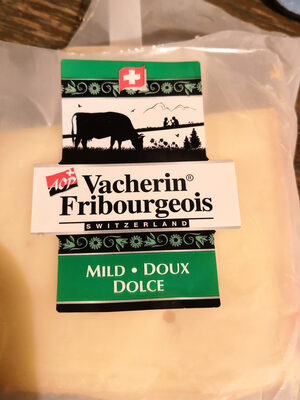 AOP
Vacherin®
Fribourgeois
SWITZERLAND
MILD • DOUX
DOLCE